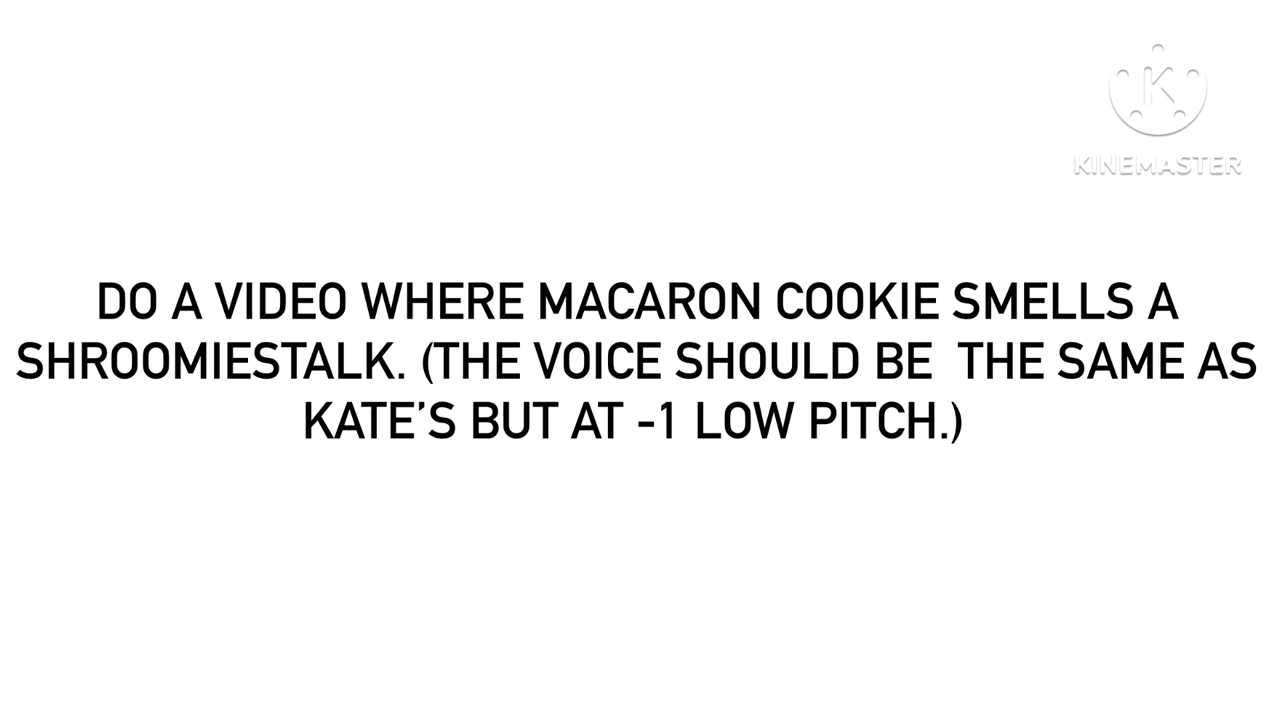 KINEMASTER
DO A VIDEO WHERE MACARON COOKIE SMELLS A
SHROOMIESTALK. (THE VOICE SHOULD BE  THE SAME AS
KATE’S BUT AT -1 LOW PITCH.)